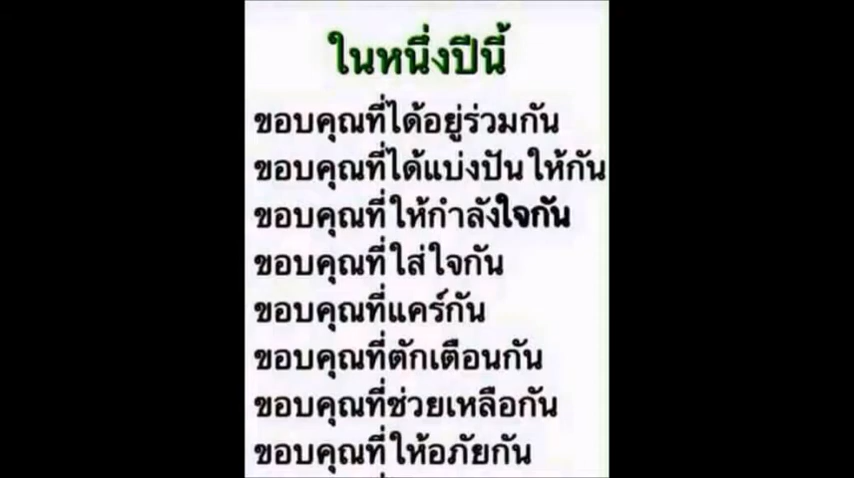 ในหนึ่งปีนี้
ขอบคุณที่ได้อยู่ร่วมกัน
ขอบคุณที่ได้แบ่งปันให้กัน
ขอบคุณที่ให้กำลังใจกัน
ขอบคุณที่ใส่ใจกัน
ขอบคุณที่แคร์กัน
ขอบคุณที่ตักเตือนกัน
ขอบคุณที่ช่วยเหลือกัน
ขอบคุณที่ให้อภัยกัน